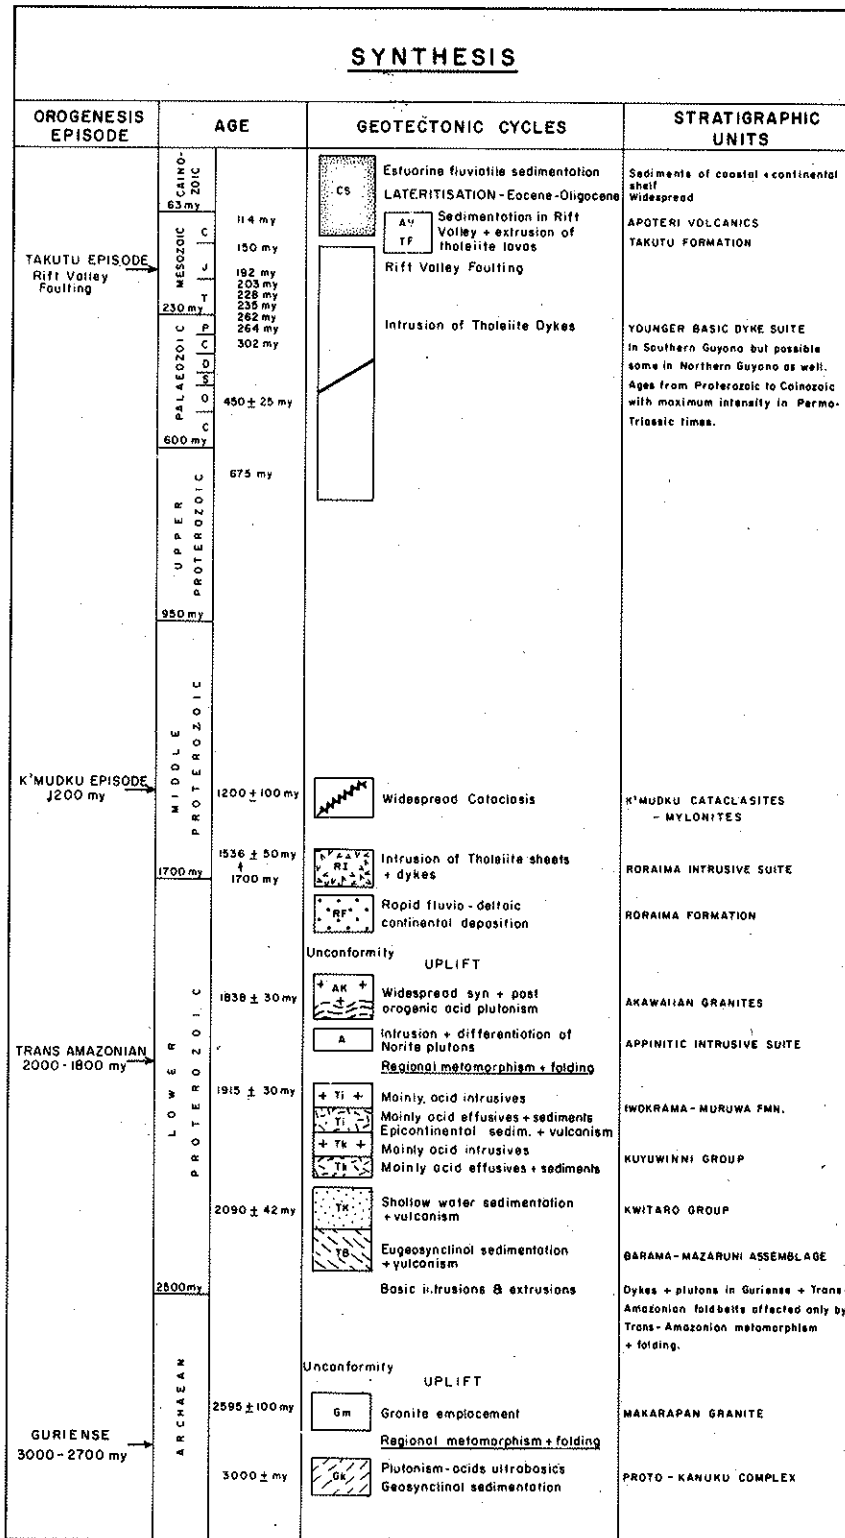 SYNTHESIS
OROGENESIS
EPISODE
AGE
GEOTECTONIC CYCLES
STRATIGRAPHIC
UNITS
CAINO-
ZOIC
63 my
CS
Estuarine fluviatile sedimentation
LATERITISATION - Eocene-Oligocene
Sediments of coastal + continental
shelf
Widespread
MESOZOIC
C
J
T
230 my
114 my
150 my
192 my
203 my
228 my
235 my
262 my
264 my
302 my
AV
TF
Sedimentation in Rift
Valley + extrusion of
tholeiite lavas
APOTERI VOLCANICS
TAKUTU FORMATION
TAKUTU EPISODE
Rift Valley
Faulting
Rift Valley Faulting
Intrusion of Tholeiite Dykes
YOUNGER BASIC DYKE SUITE
In Southern Guyana but possible
some in Northern Guyana as well.
Ages from Proterozoic to Cainozoic
with maximum intensity in Permo-
Triassic times.
PALAEOZOIC
P
C
D
S
O
C
600 my
450 ± 25 my
675 my
UPPER
PROTEROZOIC
950 my
MIDDLE
PROTEROZOIC
K'MUDKU EPISODE
1200 my
1200 ± 100 my
Widespread Cataclasis
K'MUDKU CATACLASITES
- MYLONITES
1536 ± 50 my
1700 my
1700 my
RI
Intrusion of Tholeiite sheets
+ dykes
RORAIMA INTRUSIVE SUITE
RF
Rapid fluvio - deltaic
continental deposition
RORAIMA FORMATION
Unconformity
UPLIFT
LOWER
PROTEROZOIC
1838 ± 30 my
AK
Widespread syn + post
orogenic acid plutonism
AKAWAIIAN GRANITES
TRANS AMAZONIAN
2000 - 1800 my
A
Intrusion + differentiation of
Norite plutons
APPINITIC INTRUSIVE SUITE
Regional metamorphism + folding
1915 ± 30 my
Ti
Mainly acid intrusives
Ti
Mainly acid effusives + sediments
Epicontinental sedim. + vulcanism
IWOKRAMA - MURUWA FMN.
Tk
Mainly acid intrusives
Tk
Mainly acid effusives + sediments
KUYUWINNI GROUP
2090 ± 42 my
TK
Shallow water sedimentation
+ vulcanism
KWITARO GROUP
TB
Eugeosynclinal sedimentation
+ vulcanism
BARAMA - MAZARUNI ASSEMBLAGE
2500 my
Basic intrusions & extrusions
Dykes + plutons in Guriense + Trans-
Amazonian foldbelts affected only by
Trans- Amazonian metamorphism
+ folding.
ARCHAEAN
Unconformity
UPLIFT
2595 ± 100 my
Gm
Granite emplacement
MAKARAPAN GRANITE
GURIENSE
3000 - 2700 my
Regional metamorphism + folding
3000 ± my
Gk
Plutonism-acids ultrabasics
Geosynclinal sedimentation
PROTO - KANUKU COMPLEX